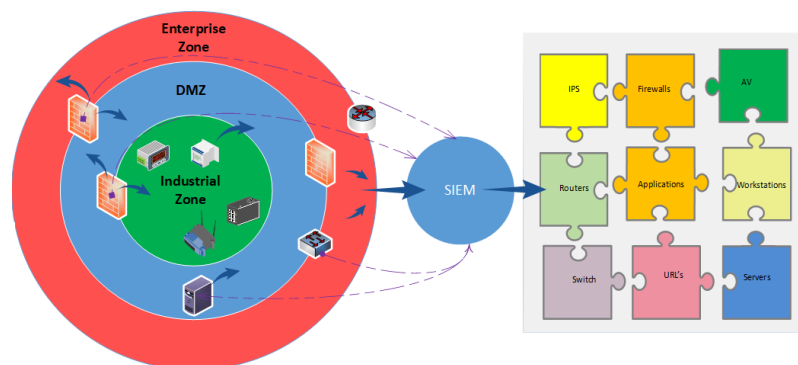 Enterprise
Zone
DMZ
Industrial
Zone
SIEM
IPS
Firewalls
AV
Routers
Applications
Workstations
Switch
URL's
Servers